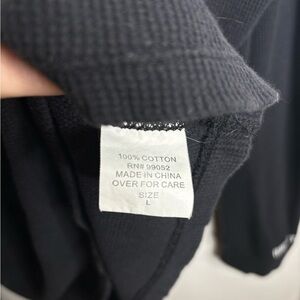 100% COTTON
RN# 99052
MADE IN CHINA
OVER FOR CARE
SIZE
L